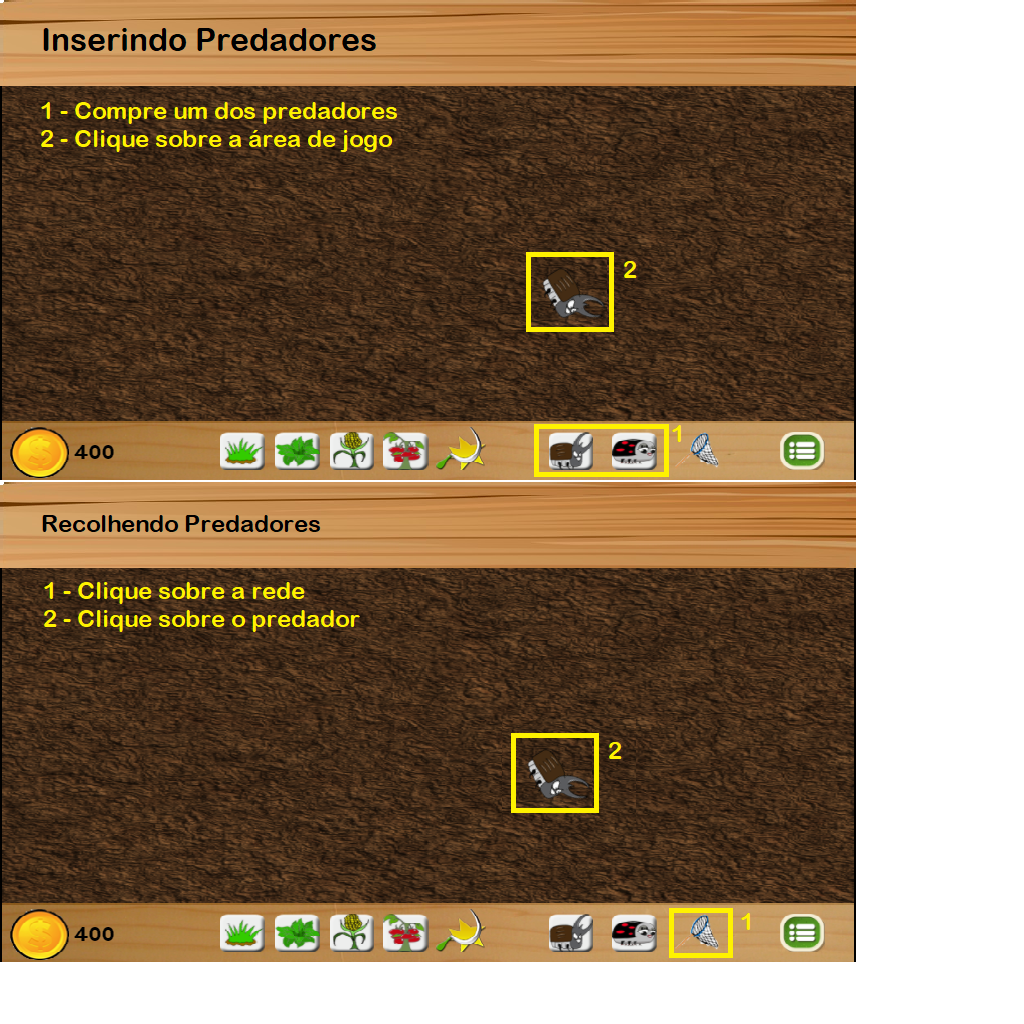 Inserindo Predadores
1 - Compre um dos predadores
2 - Clique sobre a área de jogo
2
1
400
Recolhendo Predadores
1 - Clique sobre a rede
2 - Clique sobre o predador
2
1
400